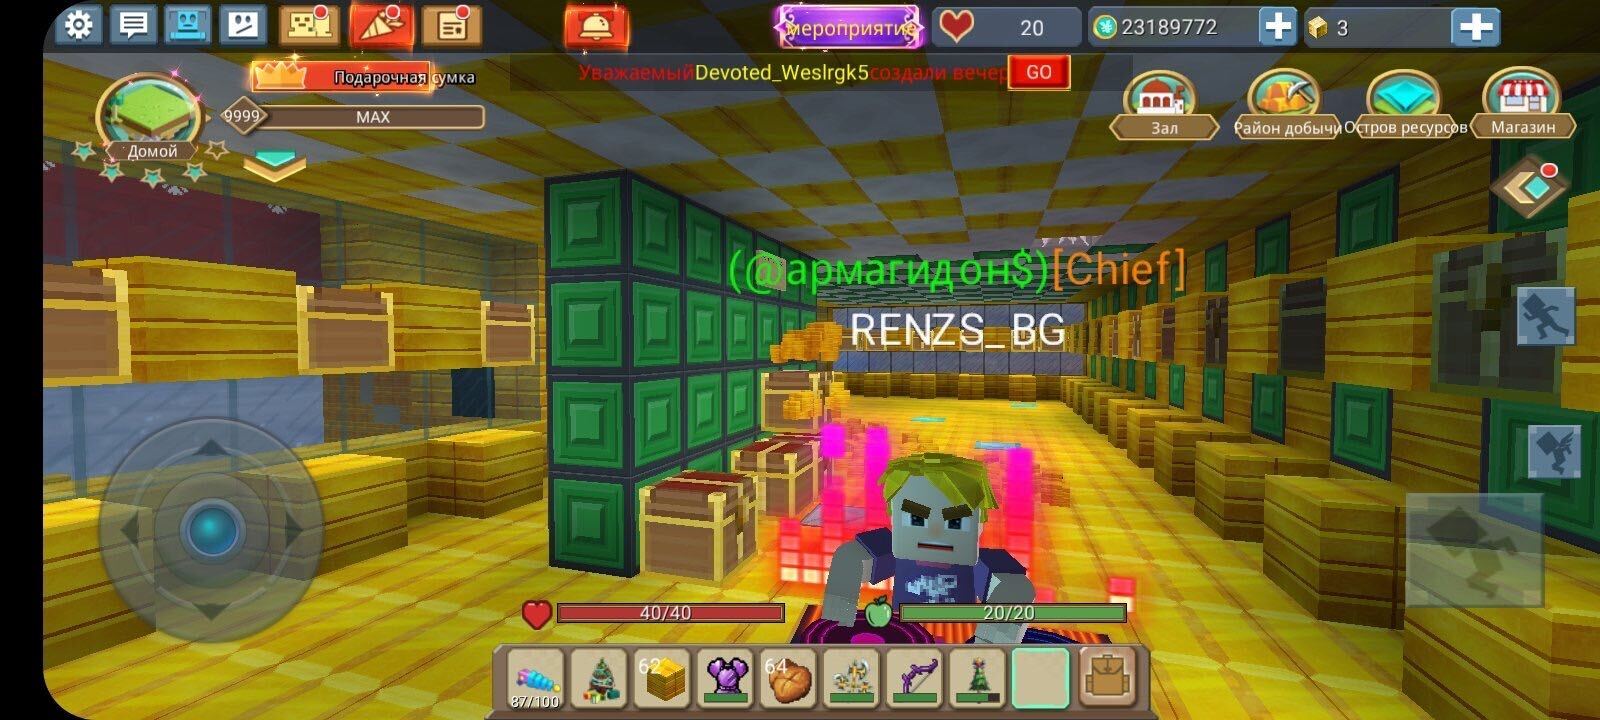 мероприятие
20
23189772
3
Подарочная сумка
Уважаемый Devoted_Weslrgk5 создали вечер
GO
9999
MAX
Домой
Зал
Район добычи
Остров ресурсов
Магазин
(@армагидон$)[Chief]
RENZS_BG
40/40
20/20
87/100
62
64